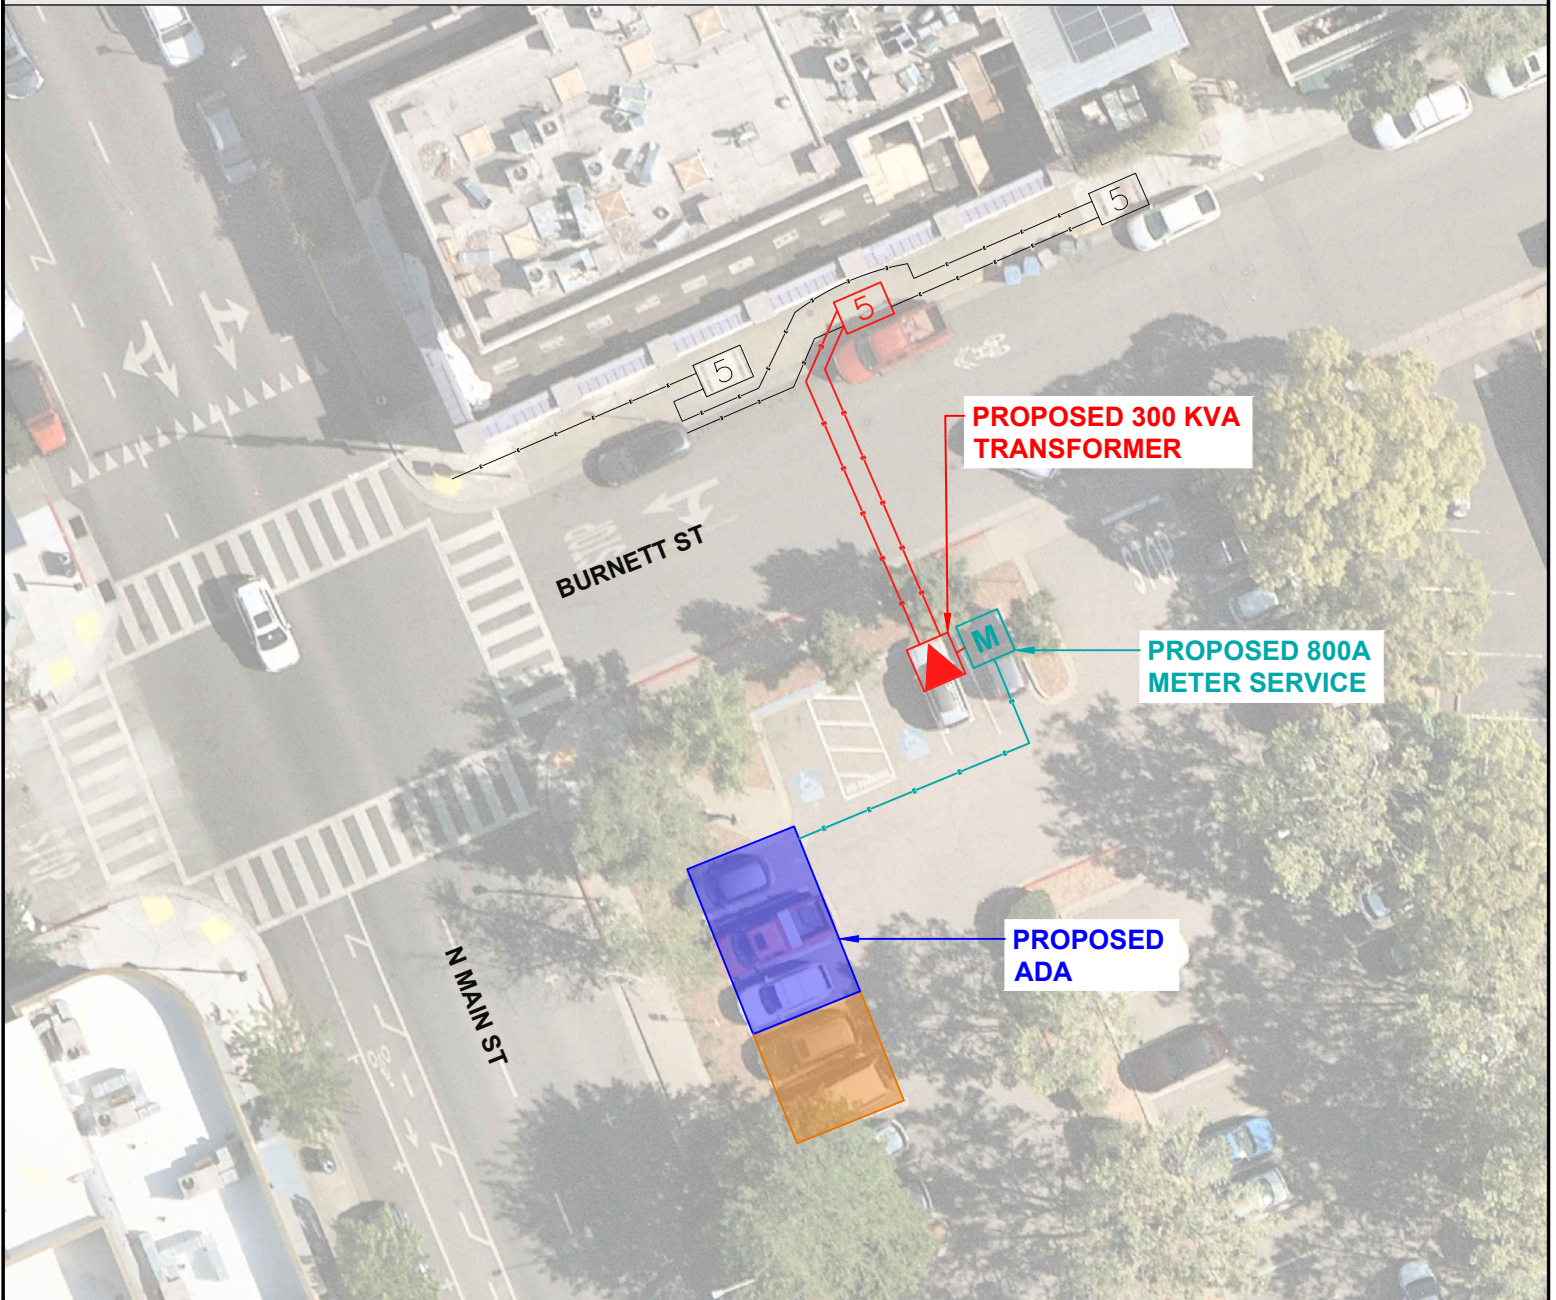 5
5
5
PROPOSED 300 KVA
TRANSFORMER
BURNETT ST
M
PROPOSED 800A
METER SERVICE
PROPOSED
ADA
N MAIN ST